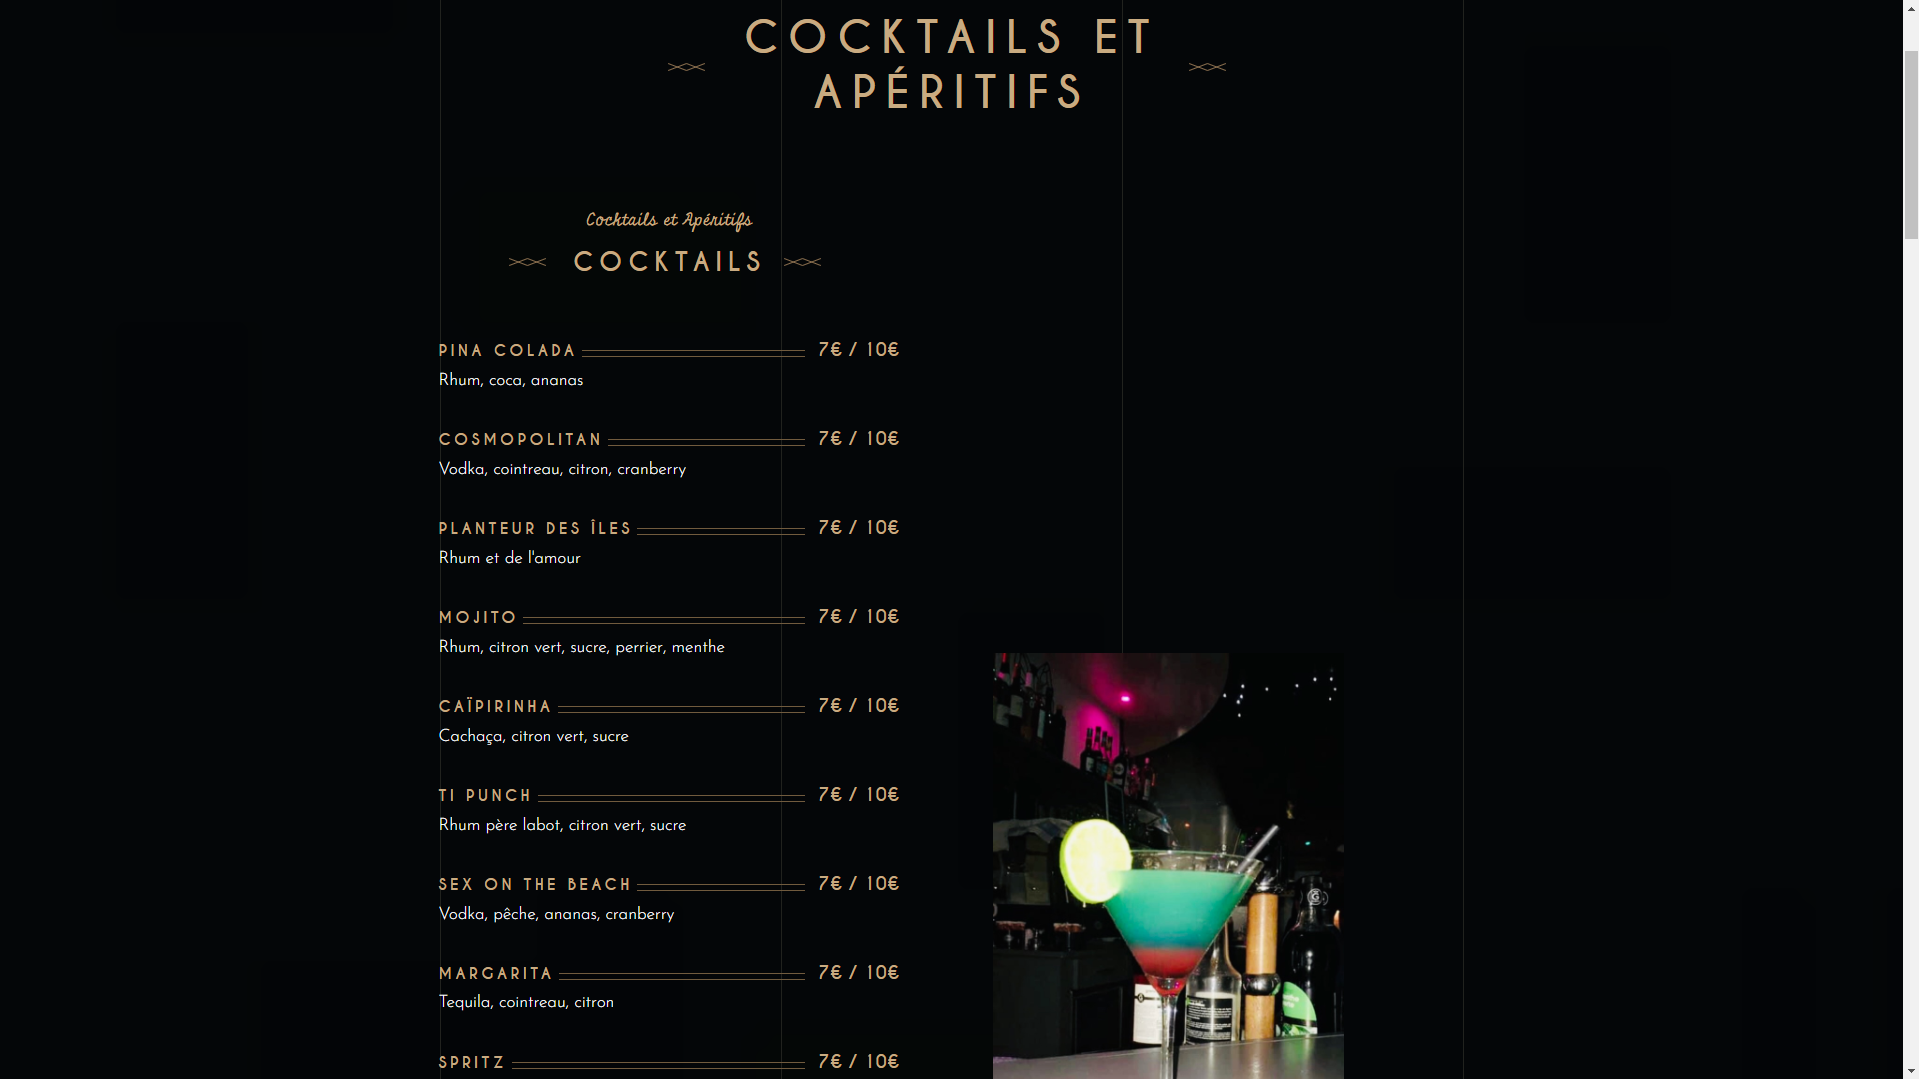 COCKTAILS ET
APÉRITIFS
Cocktails et Apéritifs
COCKTAILS
PINA COLADA 7€ / 10€
Rhum, coca, ananas
COSMOPOLITAN 7€ / 10€
Vodka, cointreau, citron, cranberry
PLANTEUR DES ÎLES 7€ / 10€
Rhum et de l'amour
MOJITO 7€ / 10€
Rhum, citron vert, sucre, perrier, menthe
CAÏPIRINHA 7€ / 10€
Cachaça, citron vert, sucre
TI PUNCH 7€ / 10€
Rhum père labot, citron vert, sucre
SEX ON THE BEACH 7€ / 10€
Vodka, pêche, ananas, cranberry
MARGARITA 7€ / 10€
Tequila, cointreau, citron
SPRITZ 7€ / 10€